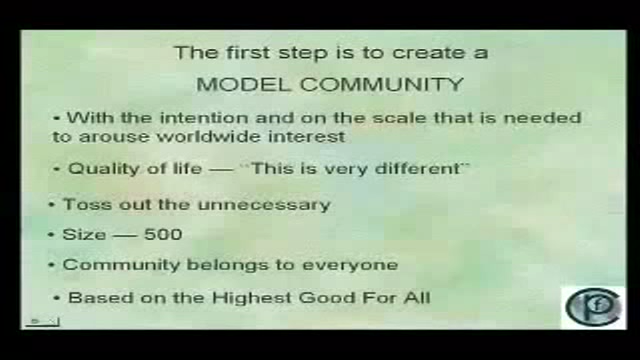 The first step is to create a
MODEL COMMUNITY
• With the intention and on the scale that is needed
to arouse worldwide interest
• Quality of life — ¨This is very different¨
• Toss out the unnecessary
• Size — 500
• Community belongs to everyone
• Based on the Highest Good For All